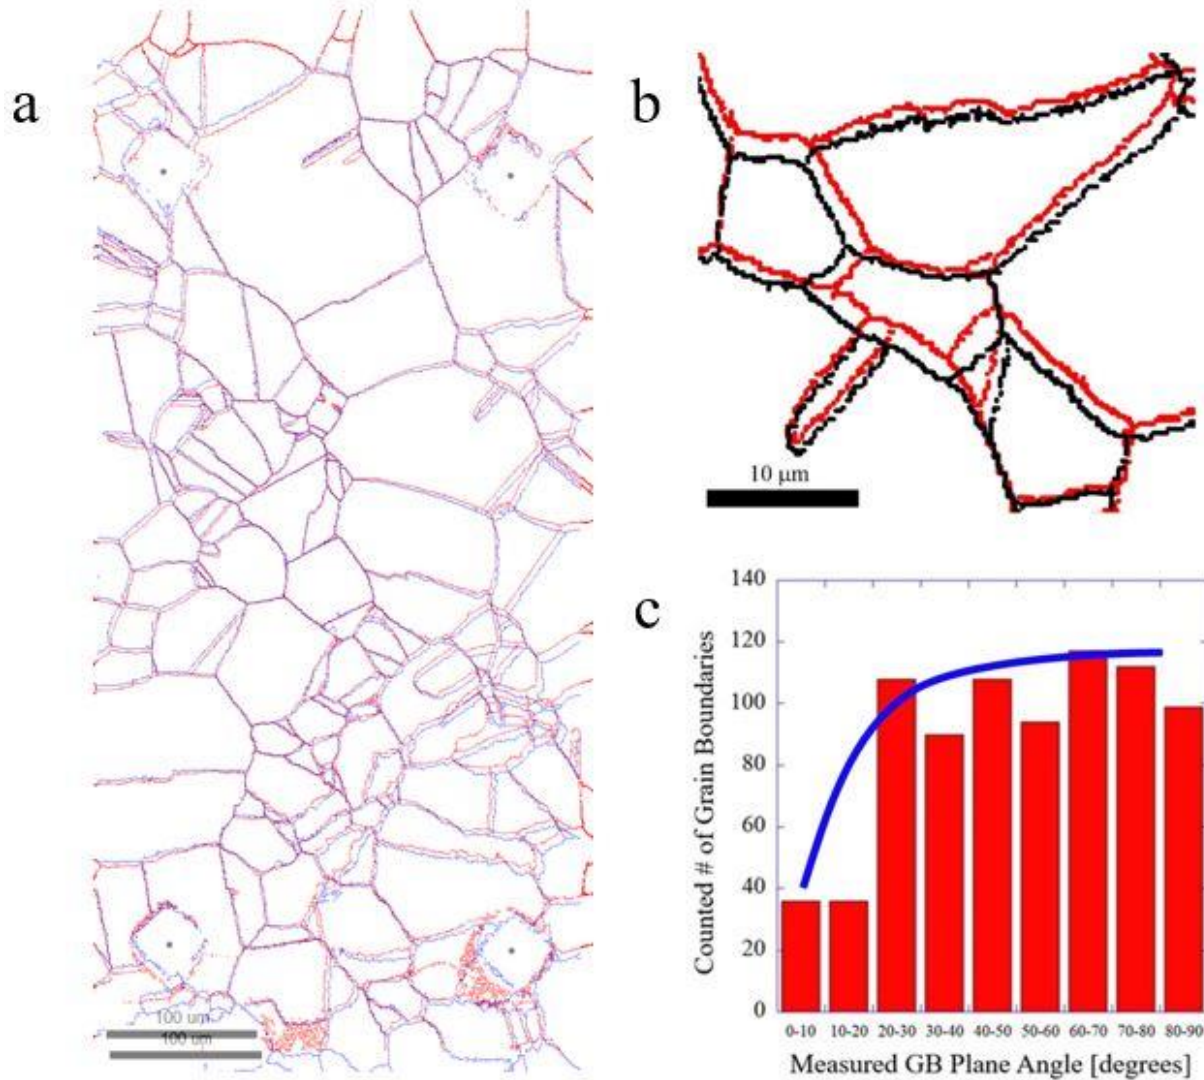 a
100 um
100 um
b
10 μm
c
Counted # of Grain Boundaries
140
120
100
80
60
40
20
0
0-10 10-20 20-30 30-40 40-50 50-60 60-70 70-80 80-90
Measured GB Plane Angle [degrees]